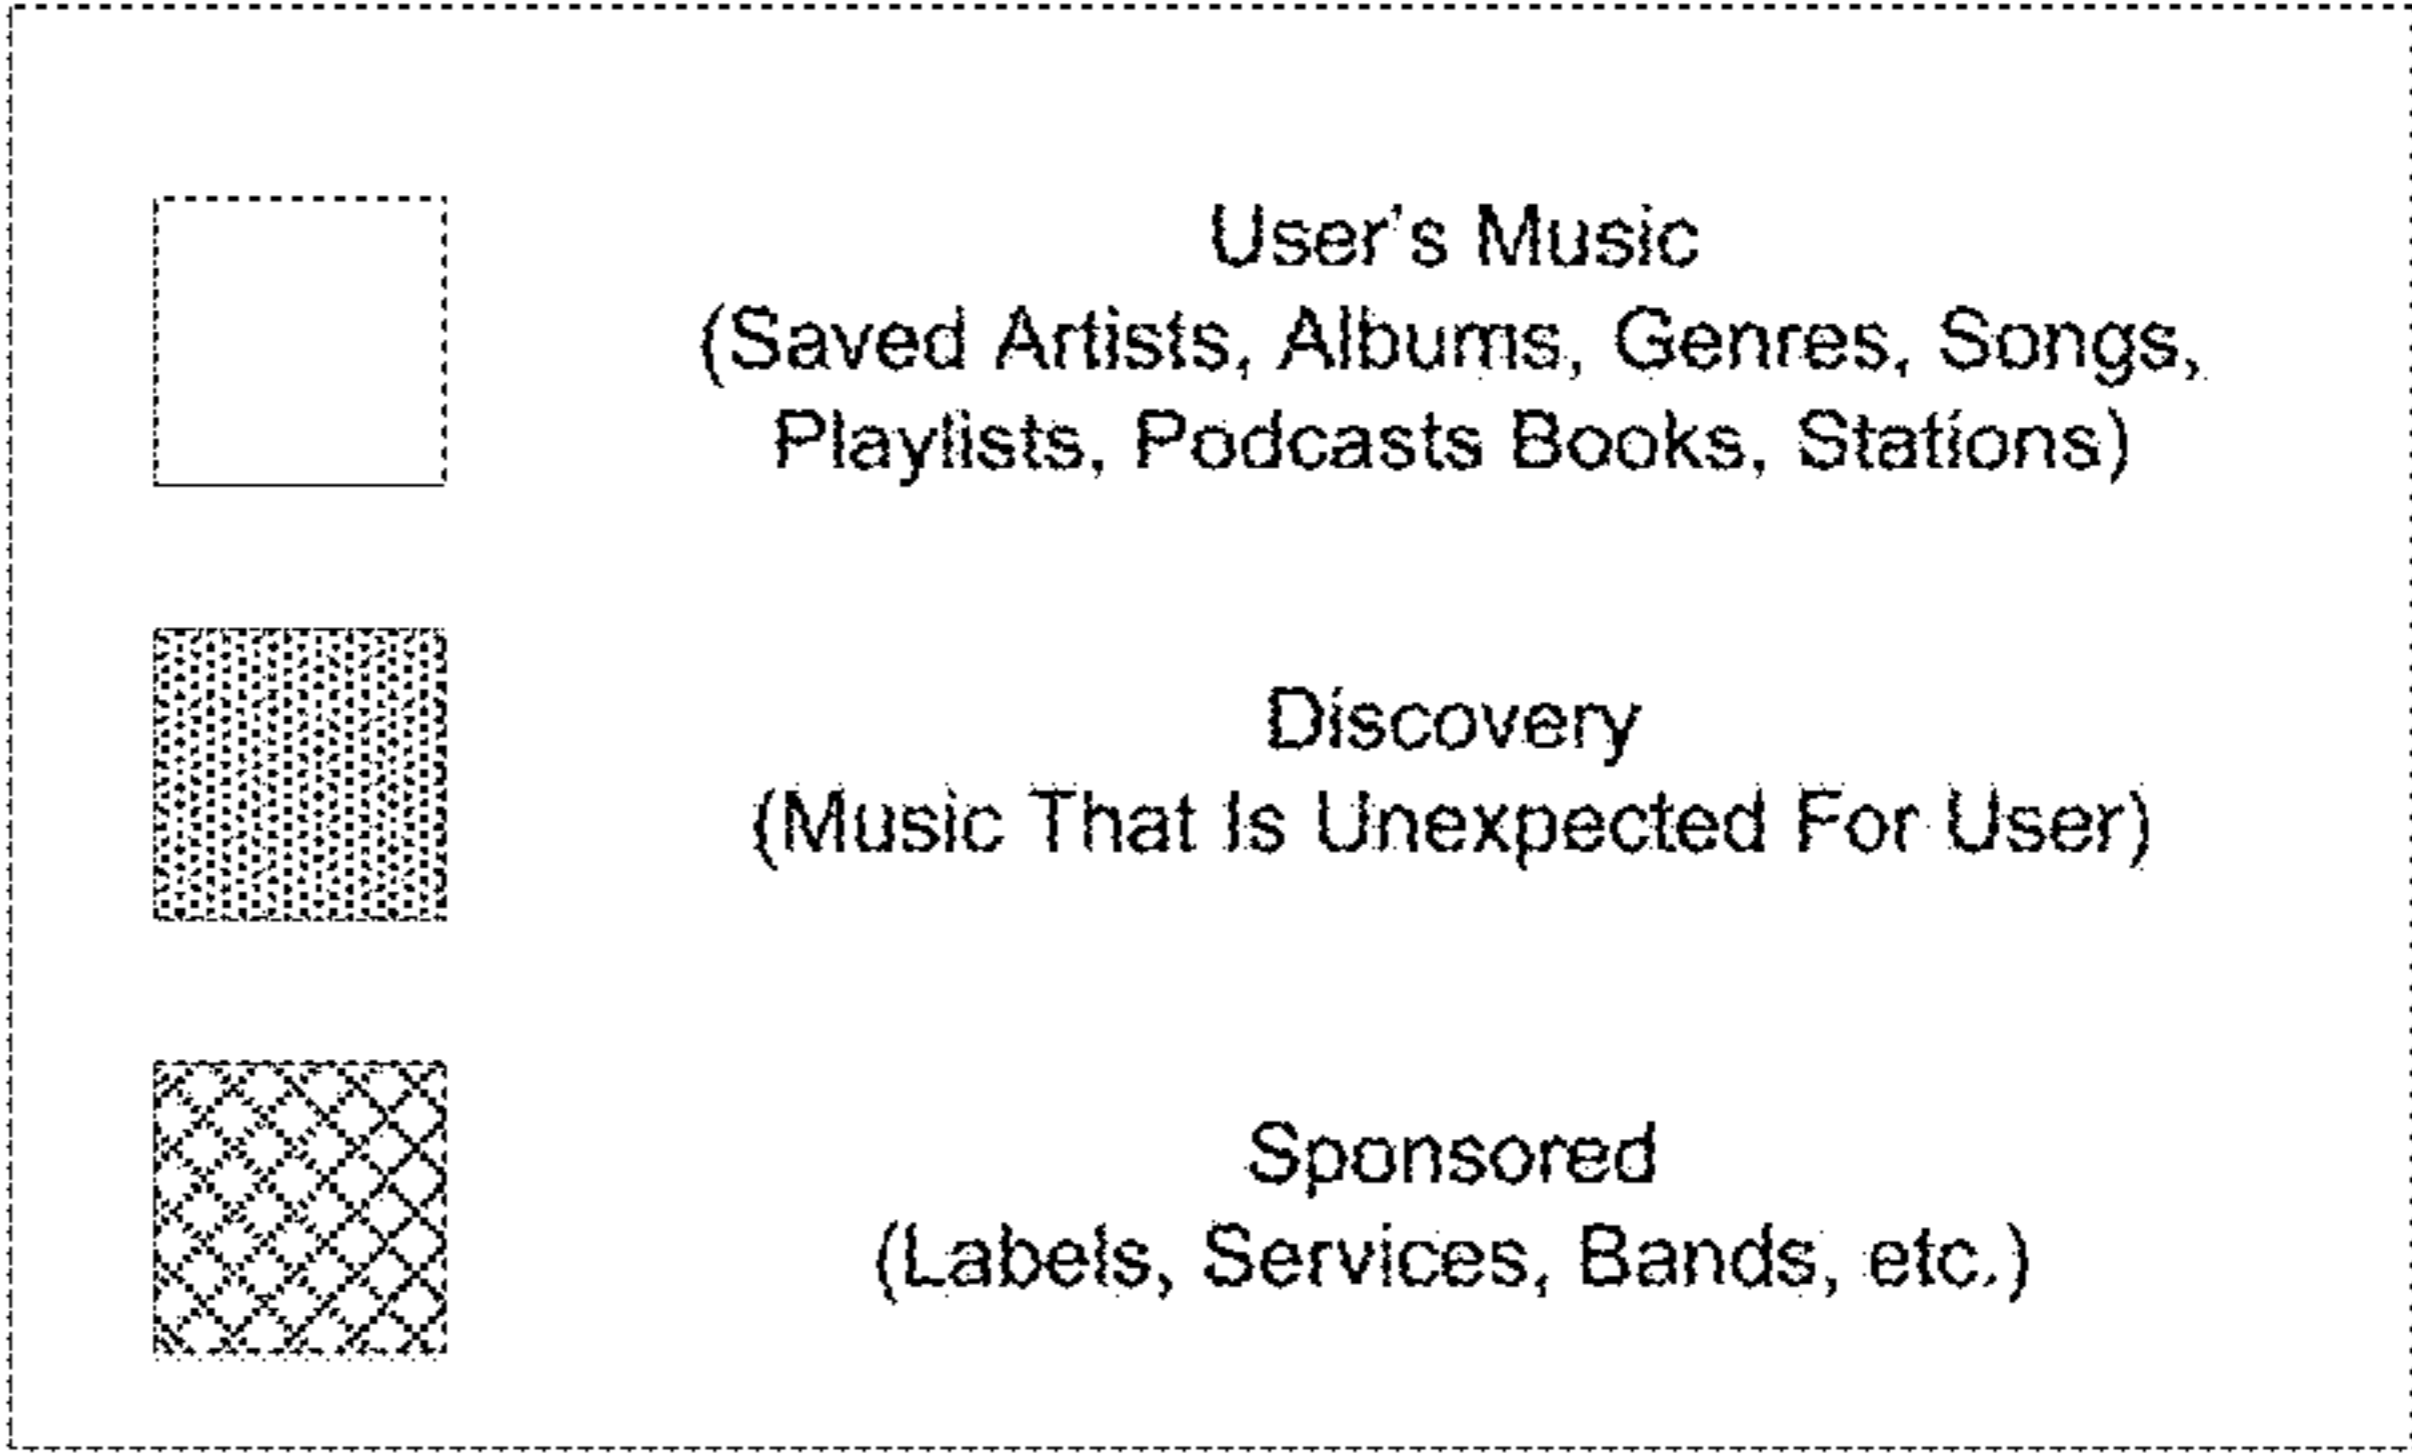 User's Music
(Saved Artists, Albums, Genres, Songs,
Playlists, Podcasts Books, Stations)
Discovery
(Music That Is Unexpected For User)
Sponsored
(Labels, Services, Bands, etc.)